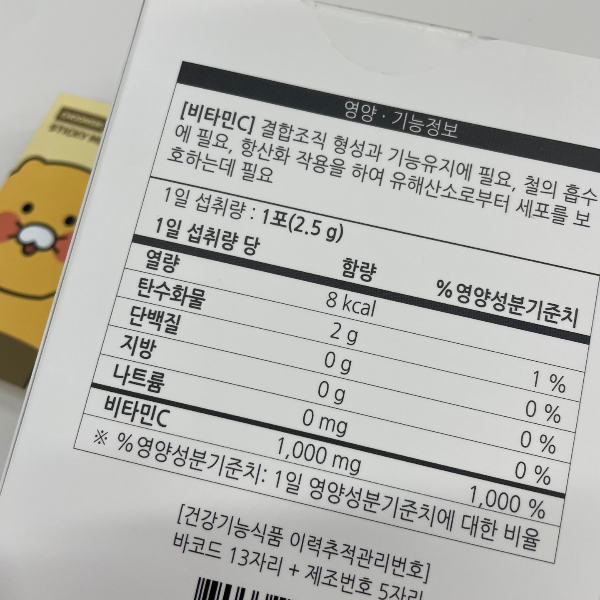 STICKY
영양 · 기능정보
[비타민C] 결합조직 형성과 기능유지에 필요, 철의 흡수
에 필요, 항산화 작용을 하여 유해산소로부터 세포를 보
호하는데 필요
1일 섭취량 : 1포(2.5 g)
1일 섭취량 당 함량 %영양성분기준치
열량 8 kcal
탄수화물 2 g 1 %
단백질 0 g 0 %
지방 0 g 0 %
나트륨 0 mg 0 %
비타민C 1,000 mg 1,000 %
※ %영양성분기준치: 1일 영양성분기준치에 대한 비율
[건강기능식품 이력추적관리번호]
바코드 13자리 + 제조번호 5자리